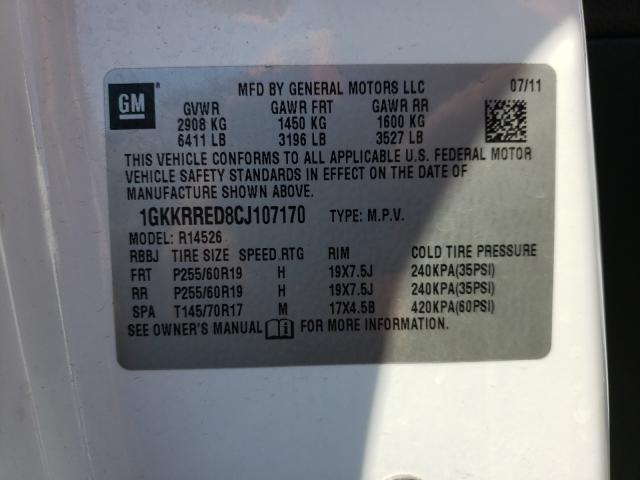 MFD BY GENERAL MOTORS LLC 07/11
GM
GVWR GAWR FRT GAWR RR
2908 KG 1450 KG 1600 KG
6411 LB 3196 LB 3527 LB
THIS VEHICLE CONFORMS TO ALL APPLICABLE U.S. FEDERAL MOTOR
VEHICLE SAFETY STANDARDS IN EFFECT ON THE DATE OF
MANUFACTURE SHOWN ABOVE.
1GKKRRED8CJ107170 TYPE: M.P.V.
MODEL: R14526
RBBJ TIRE SIZE SPEED.RTG RIM COLD TIRE PRESSURE
FRT P255/60R19 H 19X7.5J 240KPA(35PSI)
RR P255/60R19 H 19X7.5J 240KPA(35PSI)
SPA T145/70R17 M 17X4.5B 420KPA(60PSI)
SEE OWNER'S MANUAL FOR MORE INFORMATION.